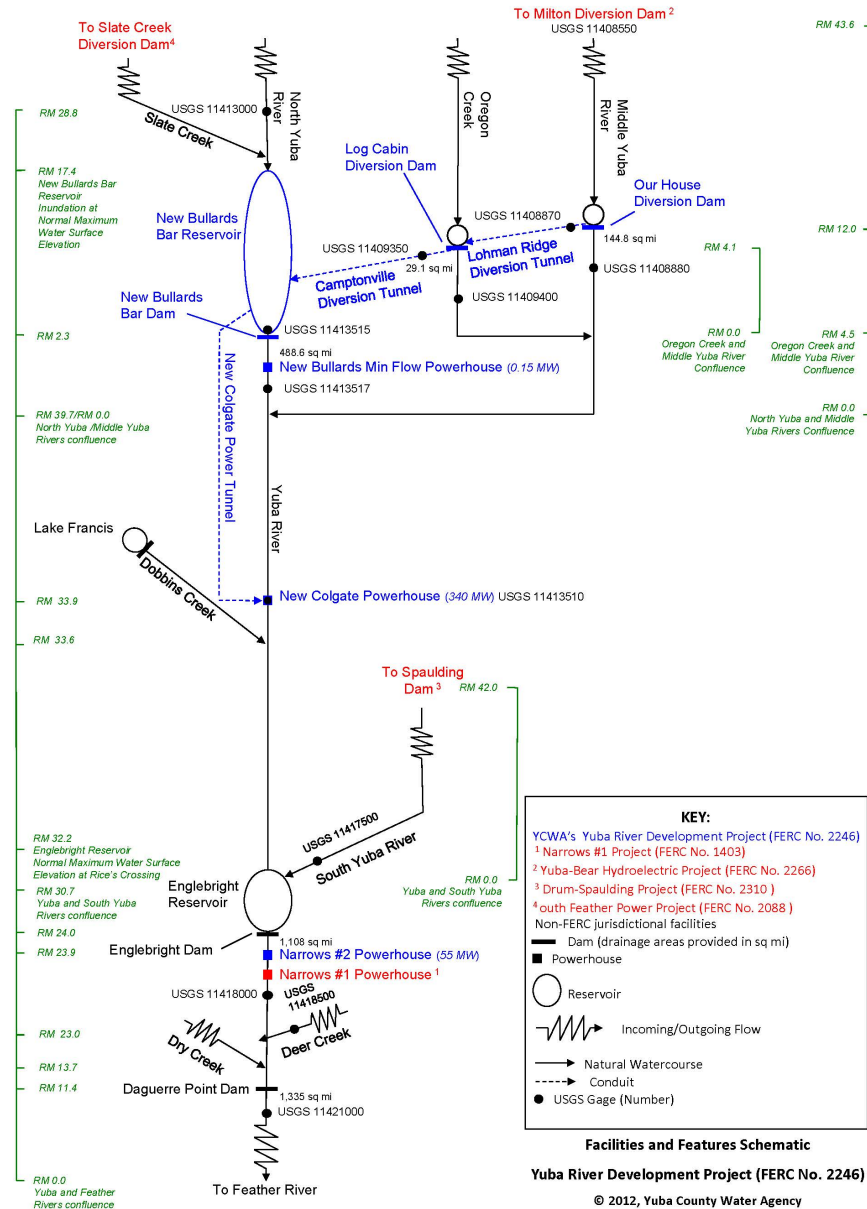 To Slate Creek
Diversion Dam4
To Milton Diversion Dam 2
USGS 11408550
RM 43.6
North Yuba
River
Oregon
Creek
Middle Yuba
River
USGS 11413000
RM 28.8
Slate Creek
Log Cabin
Diversion Dam
RM 17.4
New Bullards Bar
Reservoir
Inundation at
Normal Maximum
Water Surface
Elevation
Our House
Diversion Dam
New Bullards
Bar Reservoir
USGS 11408870
144.8 sq mi
RM 12.0
USGS 11409350
29.1 sq mi
Lohman Ridge
Diversion Tunnel
RM 4.1
USGS 11408880
Camptonville
Diversion Tunnel
USGS 11409400
New Bullards
Bar Dam
USGS 11413515
RM 2.3
RM 0.0
Oregon Creek and
Middle Yuba River
Confluence
RM 4.5
Oregon Creek and
Middle Yuba River
Confluence
488.6 sq mi
New Bullards Min Flow Powerhouse (0.15 MW)
USGS 11413517
New Colgate Power Tunnel
RM 39.7/RM 0.0
North Yuba /Middle Yuba
Rivers confluence
RM 0.0
North Yuba and Middle
Yuba Rivers Confluence
Yuba River
Lake Francis
Dobbins Creek
New Colgate Powerhouse (340 MW) USGS 11413510
RM 33.9
RM 33.6
To Spaulding
Dam 3
RM 42.0
USGS 11417500
South Yuba River
RM 32.2
Englebright Reservoir
Normal Maximum Water Surface
Elevation at Rice's Crossing
RM 30.7
Yuba and South Yuba
Rivers confluence
Englebright
Reservoir
RM 0.0
Yuba and South Yuba
Rivers confluence
RM 24.0
Englebright Dam
1,108 sq mi
RM 23.9
Narrows #2 Powerhouse (55 MW)
Narrows #1 Powerhouse 1
USGS 11418000
USGS
11418500
Dry Creek
Deer Creek
RM 23.0
RM 13.7
RM 11.4
Daguerre Point Dam
1,335 sq mi
USGS 11421000
RM 0.0
Yuba and Feather
Rivers confluence
To Feather River
KEY:
YCWA's Yuba River Development Project (FERC No. 2246)
1 Narrows #1 Project (FERC No. 1403)
2 Yuba-Bear Hydroelectric Project (FERC No. 2266)
3 Drum-Spaulding Project (FERC No. 2310)
4 outh Feather Power Project (FERC No. 2088 )
Non-FERC jurisdictional facilities
Dam (drainage areas provided in sq mi)
Powerhouse
Reservoir
Incoming/Outgoing Flow
Natural Watercourse
Conduit
USGS Gage (Number)
Facilities and Features Schematic
Yuba River Development Project (FERC No. 2246)
© 2012, Yuba County Water Agency